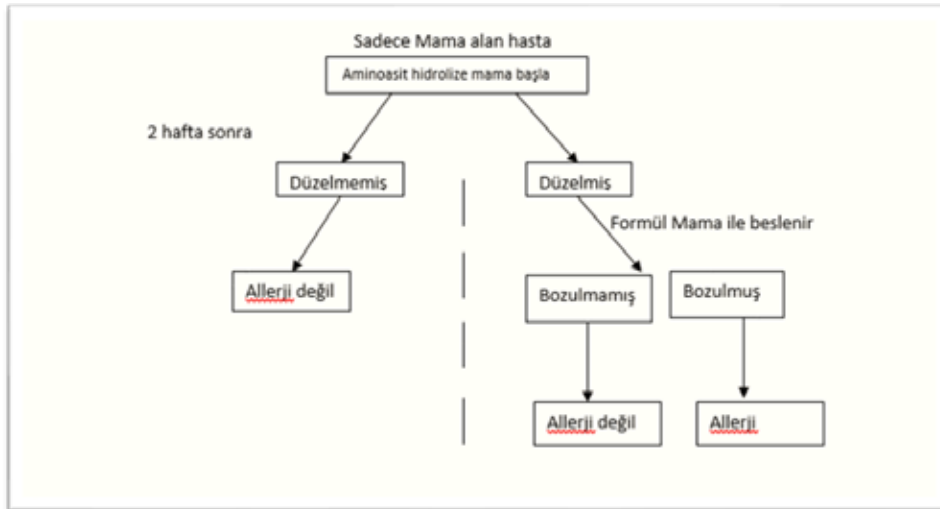 Sadece Mama alan hasta
Aminoasit hidrolize mama başla
2 hafta sonra
Düzelmemiş
Düzelmiş
Formül Mama ile beslenir
Allerji değil
Bozulmamış
Bozulmuş
Allerji değil
Allerji